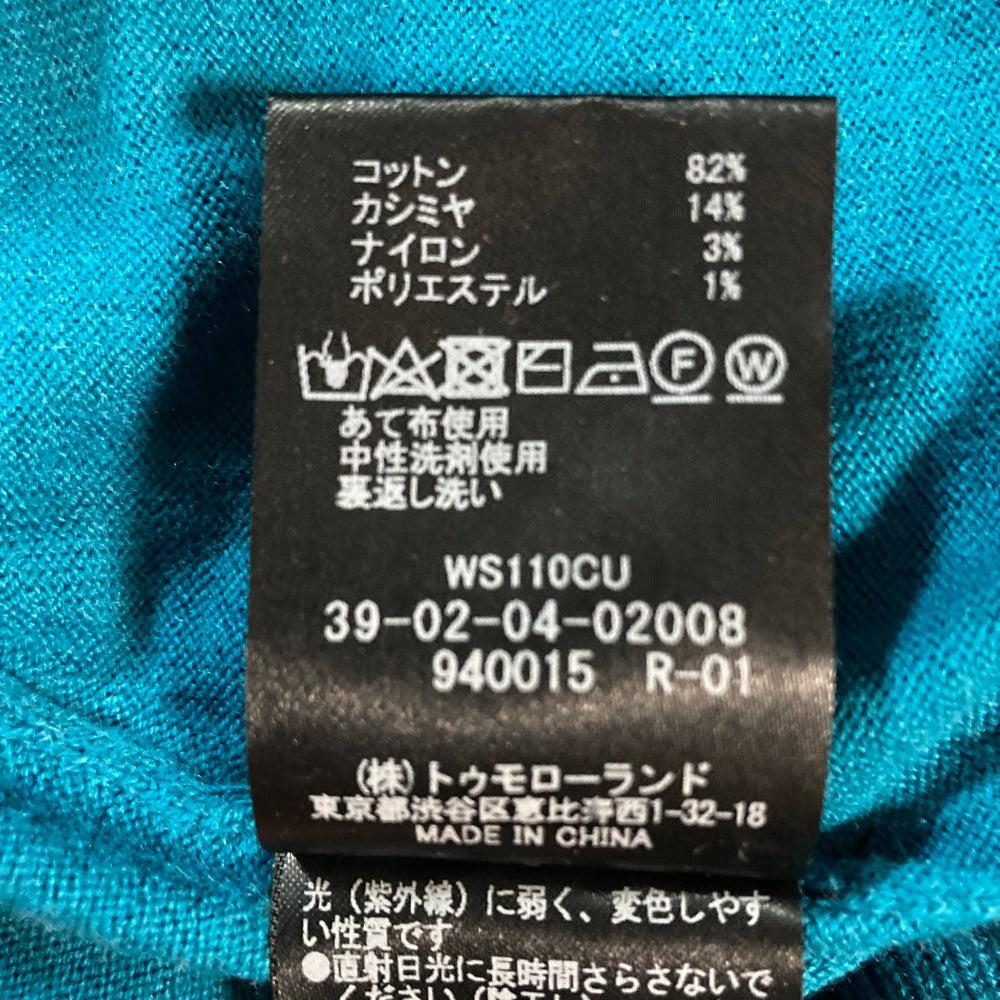 コットン 82%
カシミヤ 14%
ナイロン 3%
ポリエステル 1%
F W
あて布使用
中性洗剤使用
裏返し洗い
WS110CU
39-02-04-02008
940015 R-01
(株)トゥモローランド
東京都渋谷区恵比寿西1-32-18
MADE IN CHINA
光(紫外線)に弱く、変色しやす
い性質です
●直射日光に長時間さらさないで
ください